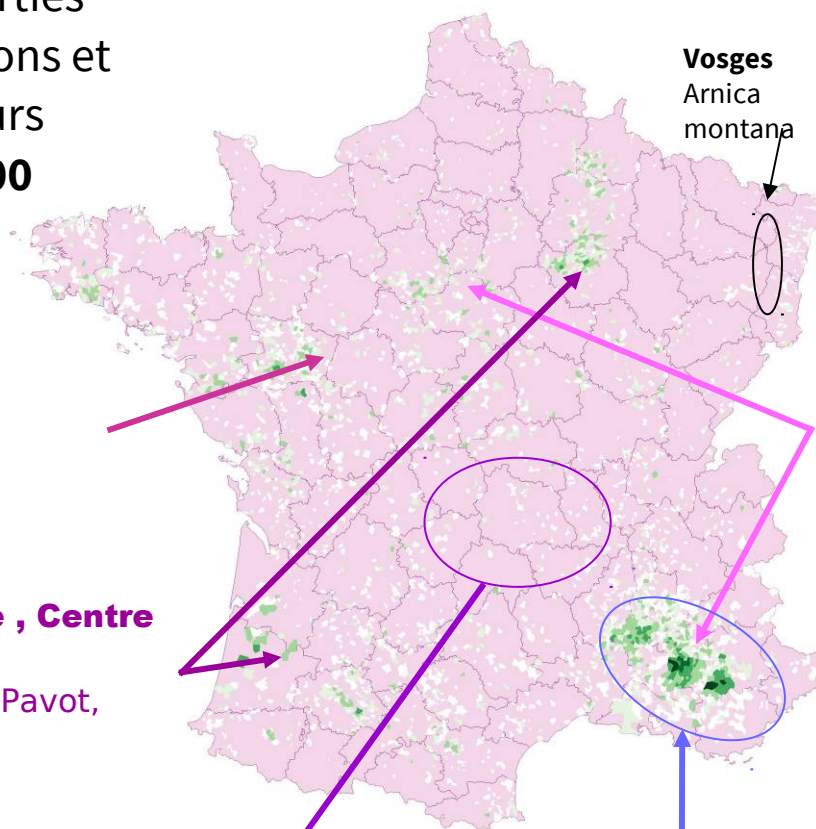 ons et
urs
00
Vosges
Arnica
montana
, Centre
Pavot,